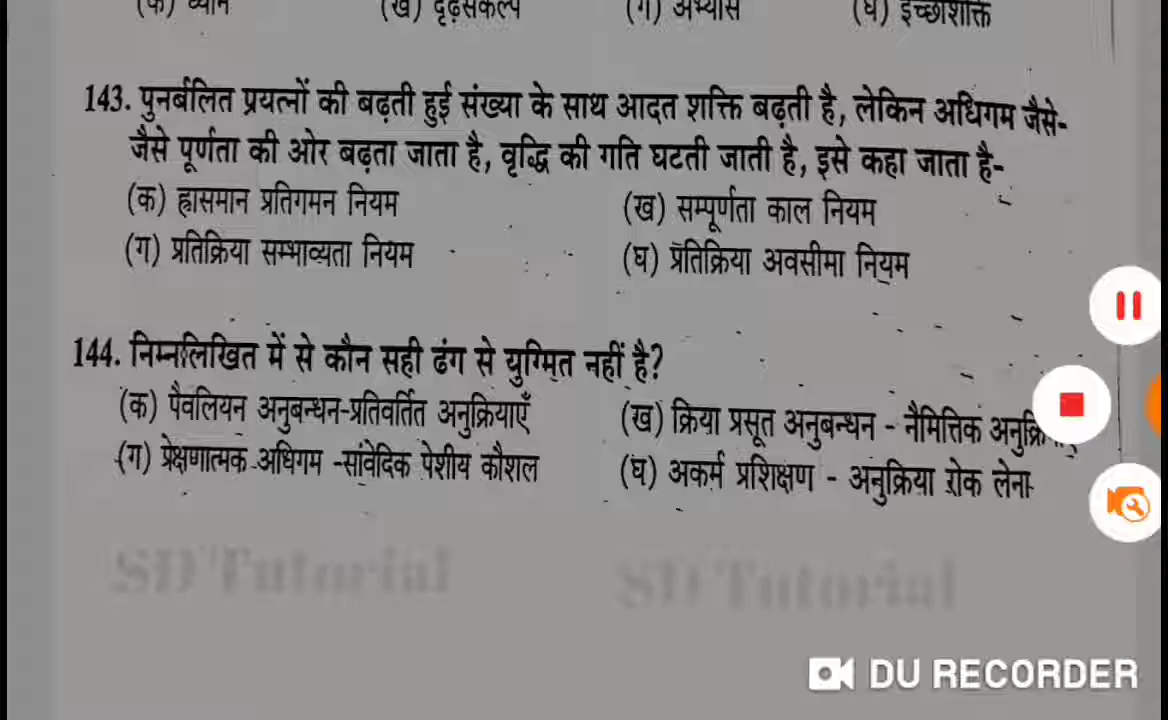 (क) ध्यान (ख) दृढ़संकल्प (ग) अभ्यास (घ) इच्छाशक्ति
143. पुनर्बलित प्रयत्नों की बढ़ती हुई संख्या के साथ आदत शक्ति बढ़ती है, लेकिन अधिगम जैसे-
जैसे पूर्णता की ओर बढ़ता जाता है, वृद्धि की गति घटती जाती है, इसे कहा जाता है-
(क) ह्रासमान प्रतिगमन नियम (ख) सम्पूर्णता काल नियम
(ग) प्रतिक्रिया सम्भाव्यता नियम (घ) प्रतिक्रिया अवसीमा नियम
144. निम्नलिखित में से कौन सही ढंग से युग्मित नहीं है?
(क) पैवलियन अनुबन्धन-प्रतिवर्तित अनुक्रियाएँ (ख) क्रिया प्रसूत अनुबन्धन - नैमित्तिक
(ग) प्रेक्षणात्मक अधिगम -सांवेदिक पेशीय कौशल (घ) अकर्म प्रशिक्षण - अनुक्रिया रोक लेना
SD Tutorial SD Tutorial
DU RECORDER